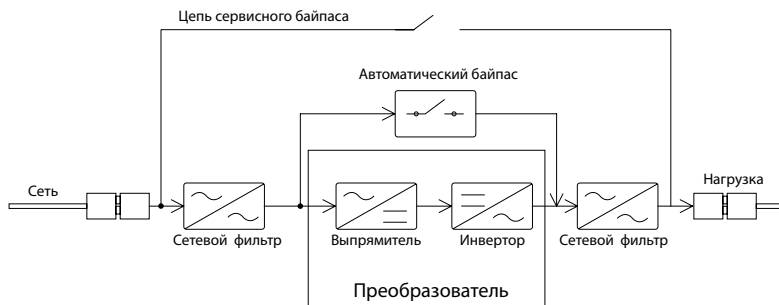 Цепь сервисного байпаса
Автоматический байпас
Сеть
Нагрузка
Сетевой фильтр
Выпрямитель
Инвертор
Сетевой фильтр
Преобразователь